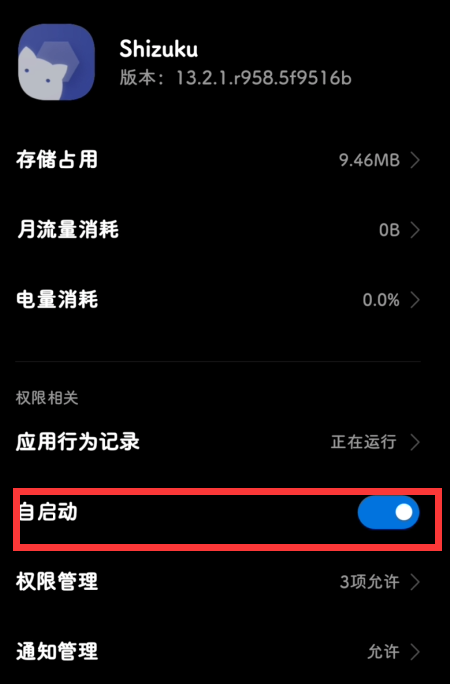 Shizuku
版本：13.2.1.r958.5f9516b
存储占用 9.46MB
月流量消耗 0B
电量消耗 0.0%
权限相关
应用行为记录 正在运行
自启动
权限管理 3项允许
通知管理 允许